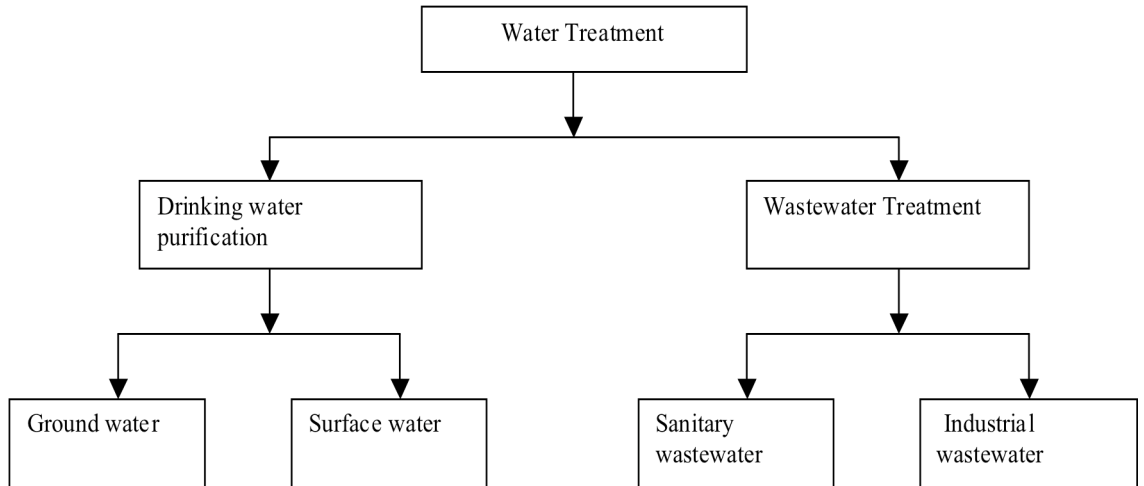 Water Treatment
Drinking water
purification
Wastewater Treatment
Ground water
Surface water
Sanitary
wastewater
Industrial
wastewater